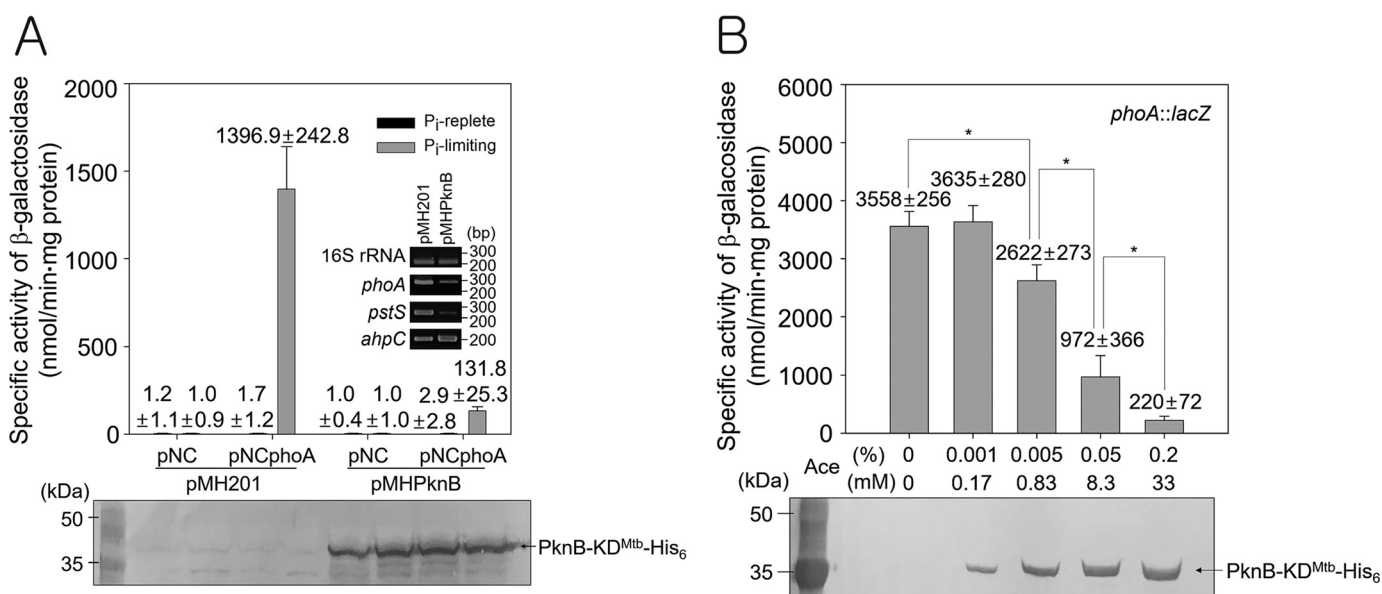 A
Specific activity of β-galactosidase
(nmol/min·mg protein)
2000
1500
1000
500
0
1396.9±242.8
Pi-replete
Pi-limiting
pMH201
pMHPknB
(bp)
16S rRNA
300
200
phoA
300
200
pstS
300
200
ahpC
200
1.2
±1.1
1.0
±0.9
1.7
±1.2
1.0
±0.4
1.0
±1.0
2.9
±2.8
131.8
±25.3
pNC
pNCphoA
pNC
pNCphoA
pMH201
pMHPknB
(kDa)
50
35
PknB-KDMtb-His6
B
Specific activity of β-galacosidase
(nmol/min·mg protein)
6000
5000
4000
3000
2000
1000
0
phoA::lacZ
*
*
*
3558±256
3635±280
2622±273
972±366
220±72
Ace
(%) 0 0.001 0.005 0.05 0.2
(mM) 0 0.17 0.83 8.3 33
(kDa)
50
35
PknB-KDMtb-His6